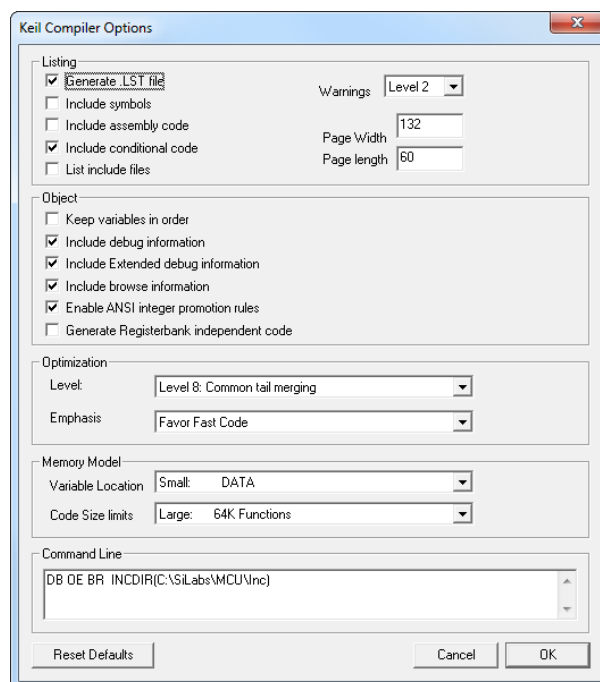 Keil Compiler Options
Listing
Generate .LST file
Include symbols
Include assembly code
Include conditional code
List include files
Warnings Level 2
Page Width 132
Page length 60
Object
Keep variables in order
Include debug information
Include Extended debug information
Include browse information
Enable ANSI integer promotion rules
Generate Registerbank independent code
Optimization
Level: Level 8: Common tail merging
Emphasis Favor Fast Code
Memory Model
Variable Location Small: DATA
Code Size limits Large: 64K Functions
Command Line
DB OE BR INCDIR(C:\SiLabs\MCU\Inc)
Reset Defaults Cancel OK